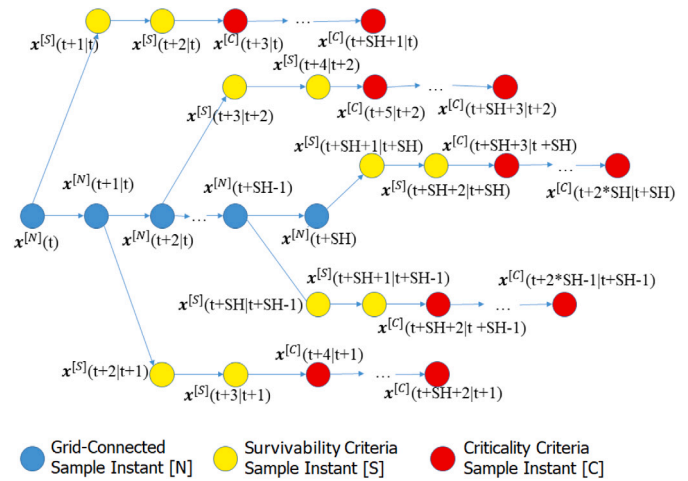 x[S](t+1|t) x[S](t+2|t) x[C](t+3|t) ... x[C](t+SH+1|t)
x[S](t+4|t+2)
x[S](t+3|t+2) x[C](t+5|t+2) ... x[C](t+SH+3|t+2)
x[S](t+SH+1|t+SH) x[C](t+SH+3|t +SH)
...
x[S](t+SH+2|t+SH) x[C](t+2*SH|t+SH)
x[N](t+1|t) x[N](t+SH-1)
...
x[N](t) x[N](t+2|t) x[N](t+SH)
x[S](t+SH+1|t+SH-1) x[C](t+2*SH-1|t+SH-1)
x[S](t+SH|t+SH-1) ...
x[C](t+SH+2|t +SH-1)
x[C](t+4|t+1)
x[S](t+2|t+1) ...
x[S](t+3|t+1) x[C](t+SH+2|t+1)
Grid-Connected
Sample Instant [N]
Survivability Criteria
Sample Instant [S]
Criticality Criteria
Sample Instant [C]